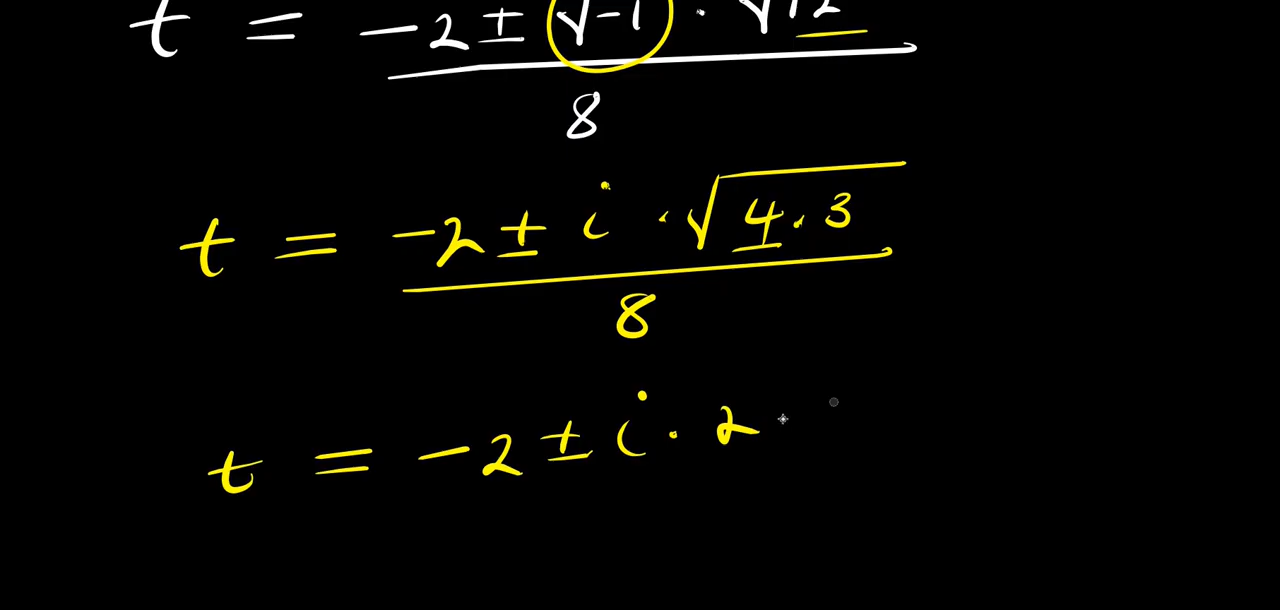 t = -2 ± √-1 · √12
8
t = -2 ± i · √4·3
8
t = -2 ± i · 2 ·